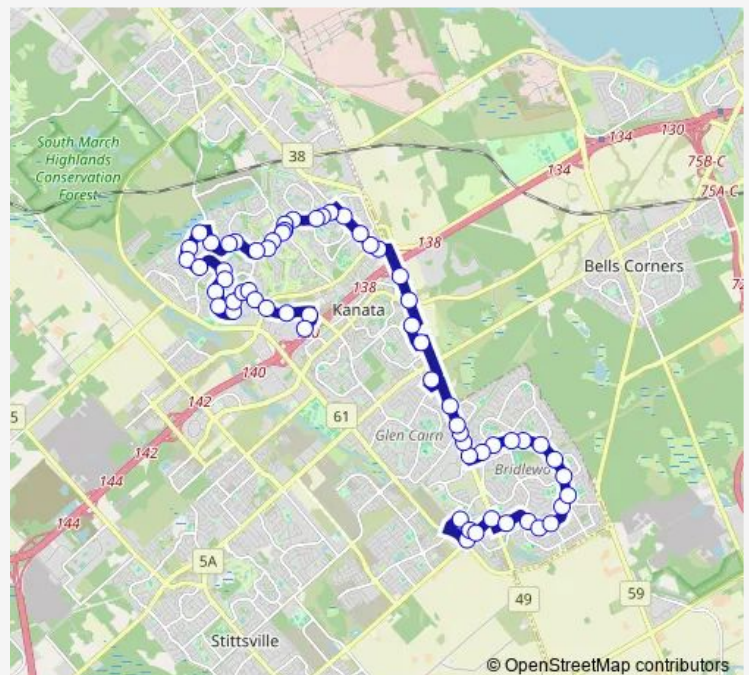 134
130
South March
Highlands
Conservation
Forest
38
134
75B-C
75A C
138
Bells Corners
138
Kanata
140
142
61
Glen Cairn
142
Bridlewo
144
144
5A
49
59
Stittsville
© OpenStreetMap contributors